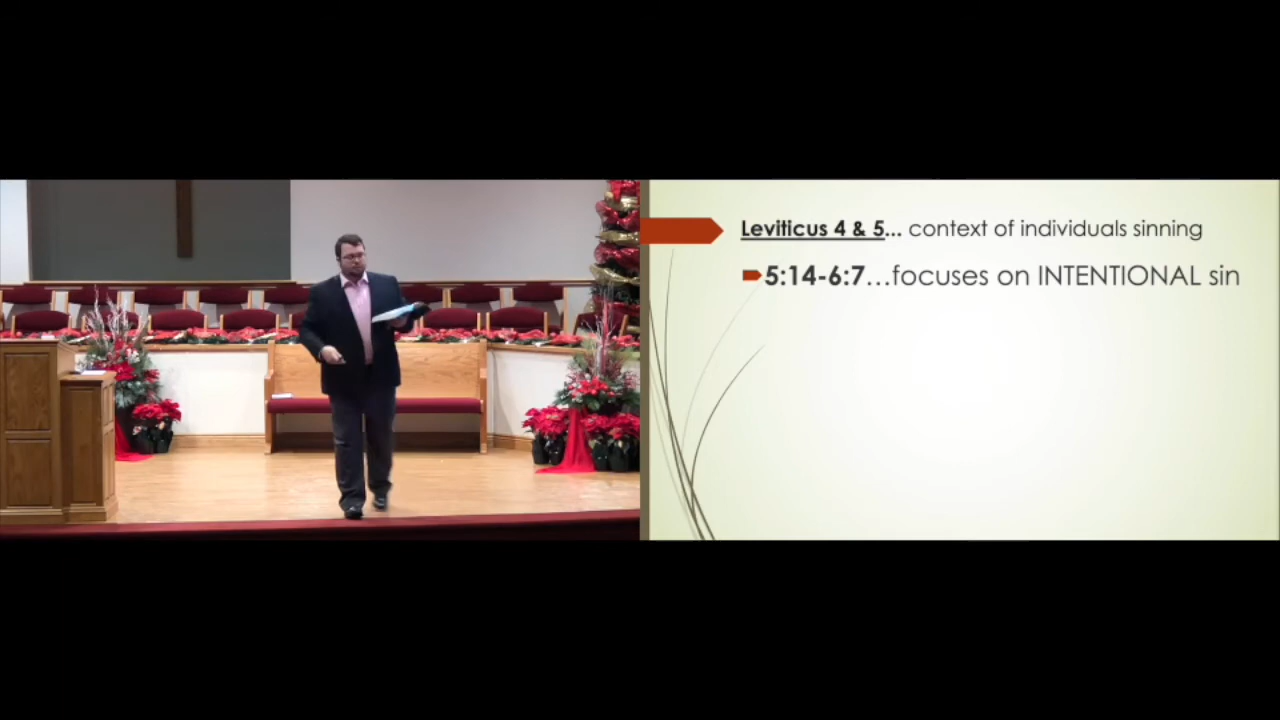 Leviticus 4 & 5... context of individuals sinning
5:14-6:7...focuses on INTENTIONAL sin